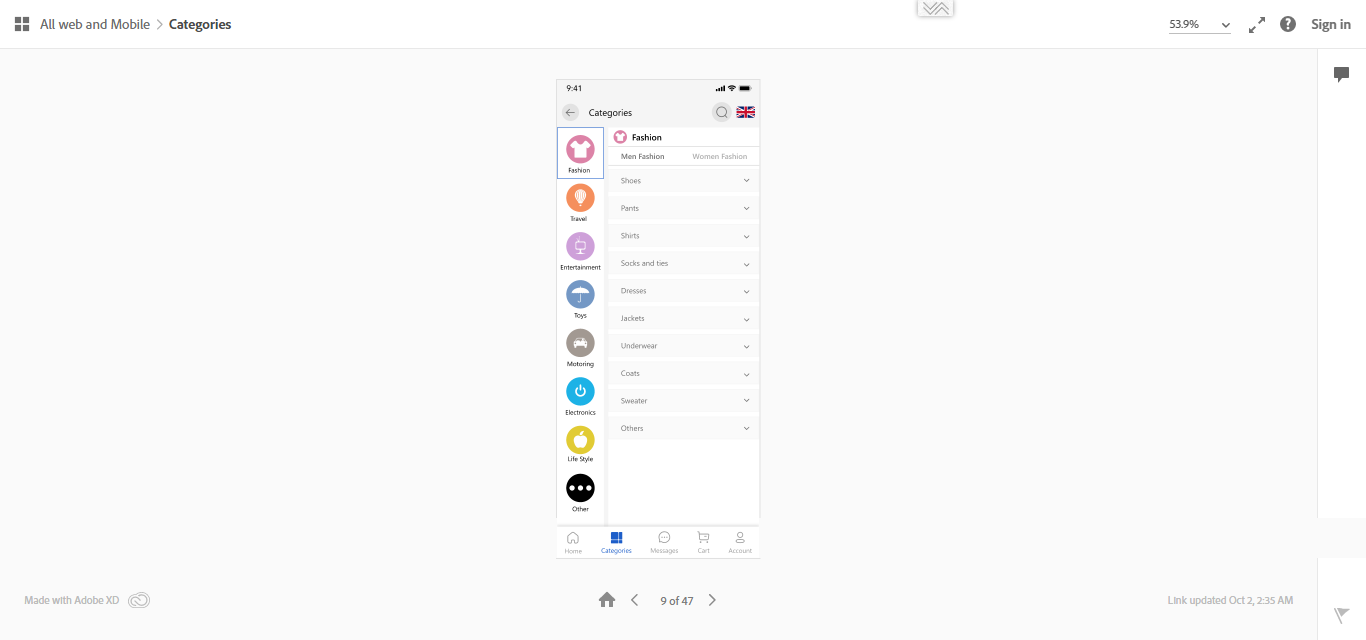 All web and Mobile > Categories
53.9%
Sign in
9:41
Categories
Fashion
Travel
Entertainment
Toys
Motoring
Electronics
Life Style
Other
Fashion
Men Fashion Women Fashion
Shoes
Pants
Shirts
Socks and ties
Dresses
Jackets
Underwear
Coats
Sweater
Others
Home Categories Messages Cart Account
Made with Adobe XD
9 of 47
Link updated Oct 2, 2:35 AM